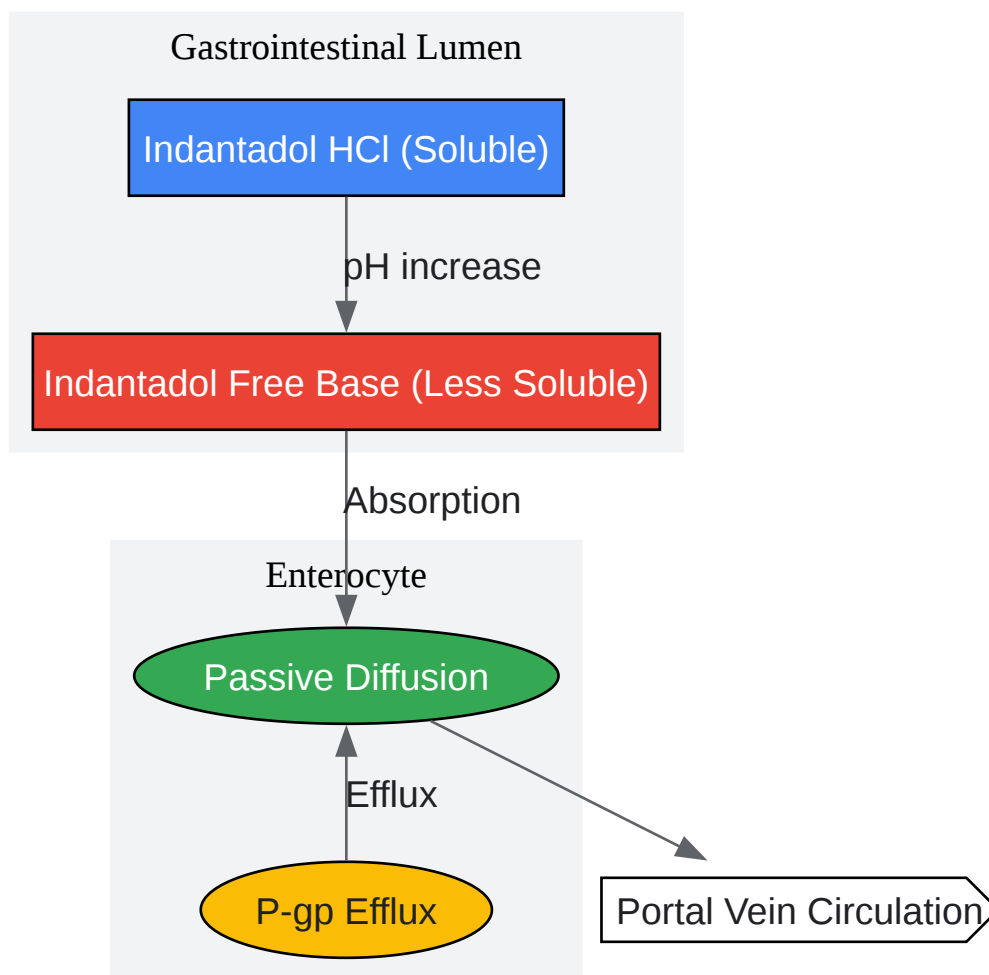 Gastrointestinal Lumen
Indantadol HCl (Soluble)
pH increase
Indantadol Free Base (Less Soluble)
Absorption
Enterocyte
Passive Diffusion
Efflux
P-gp Efflux
Portal Vein Circulation